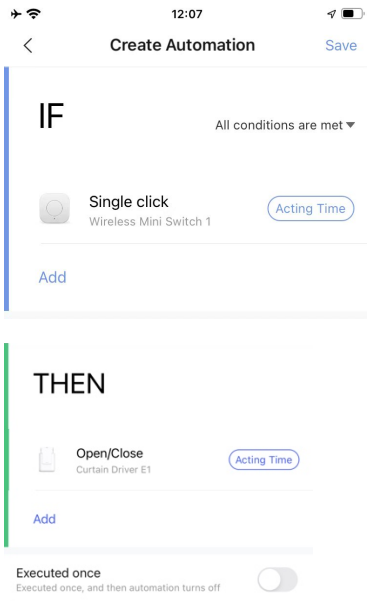 12:07
Create Automation Save
IF
All conditions are met
Single click
Wireless Mini Switch 1
Acting Time
Add
THEN
Open/Close
Curtain Driver E1
Acting Time
Add
Executed once
Executed once, and then automation turns off